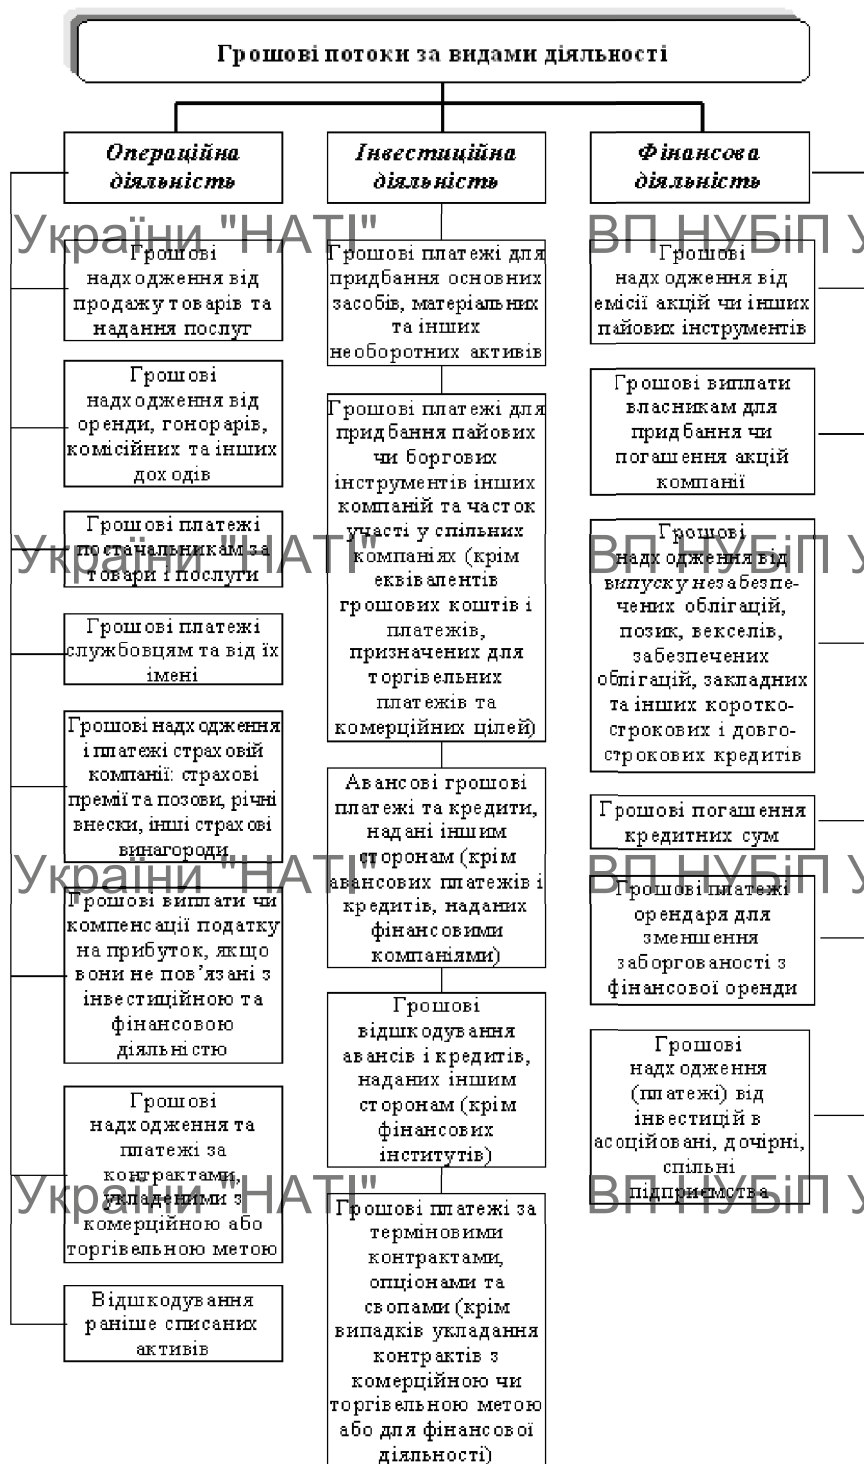 Грошові потоки за видами діяльності
Операційна
діяльність
Грошові
надходження від
продажу товарів та
надання послуг
Грошові
надходження від
оренди, гонорарів,
комісійних та інших
доходів
Грошові платежі
постачальникам за
товари і послуги
Грошові платежі
службовцям та від їх
імені
Грошові надходження
і платежі страховій
компанії: страхові
премії та позови, річні
внески, інші страхові
винагороди
Грошові виплати чи
компенсації податку
на прибуток, якщо
вони не пов’язані з
інвестиційною та
фінансовою
діяльністю
Грошові
надходження та
платежі за
контрактами,
укладеними з
комерційною або
торгівельною метою
Відшкодування
раніше списаних
активів
Інвестиційна
діяльність
Грошові платежі для
придбання основних
засобів, матеріальних
та інших
необоротних активів
Грошові платежі для
придбання пайових
чи боргових
інструментів інших
компаній та часток
участі у спільних
компаніях (крім
еквівалентів
грошових коштів і
платежів,
призначених для
торгівельних
платежів та
комерційних цілей)
Авансові грошові
платежі та кредити,
надані іншим
сторонам (крім
авансових платежів і
кредитів, наданих
фінансовими
компаніями)
Грошові
відшкодування
авансів і кредитів,
наданих іншим
сторонам (крім
фінансових
інститутів)
Грошові платежі за
терміновими
контрактами,
опціонами та
свопами (крім
випадків укладання
контрактів з
комерційною чи
торгівельною метою
або для фінансової
діяльності)
Фінансова
діяльність
Грошові
надходження від
емісії акцій чи інших
пайових інструментів
Грошові виплати
власникам для
придбання чи
погашення акцій
компанії
Грошові
надходження від
випуску незабезпе-
чених облігацій,
позик, векселів,
забезпечених
облігацій, закладних
та інших коротко-
строкових і довго-
строкових кредитів
Грошові погашення
кредитних сум
Грошові платежі
орендаря для
зменшення
заборгованості з
фінансової оренди
Грошові
надходження
(платежі) від
інвестицій в
асоційовані, дочірні,
спільні
підприємства
України "НАТІ" ВП НУБіП У
України "НАТІ" ВП НУБіП У
України "НАТІ" ВП НУБіП У
України "НАТІ" ВП НУБіП У